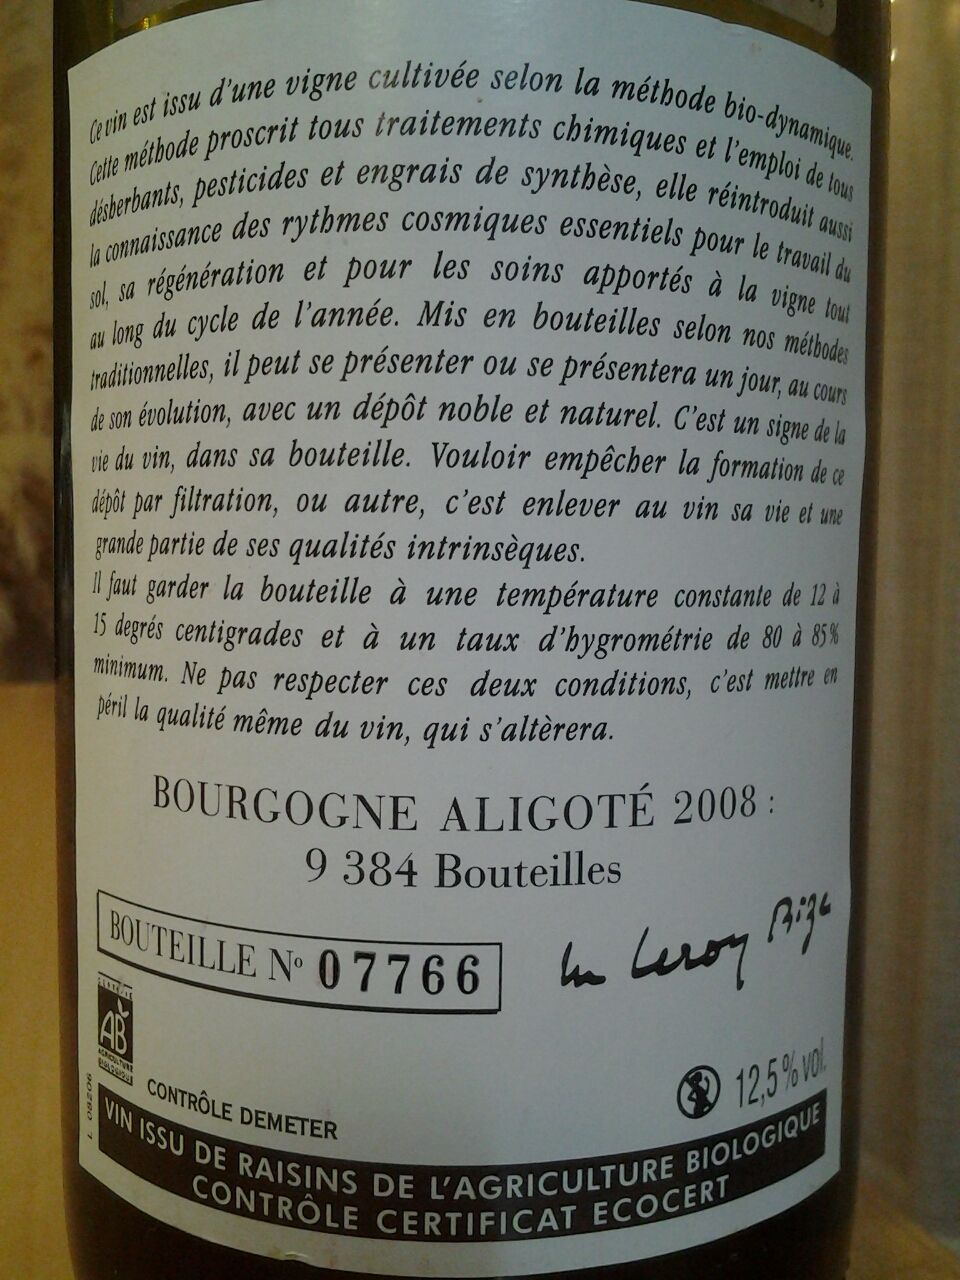 Ce vin est issu d'une vigne cultivée selon la méthode bio-dynamique.
Cette méthode proscrit tous traitements chimiques et l'emploi de tous
désherbants, pesticides et engrais de synthèse, elle réintroduit aussi
la connaissance des rythmes cosmiques essentiels pour le travail du
sol, sa régénération et pour les soins apportés à la vigne tout
au long du cycle de l'année. Mis en bouteilles selon nos méthodes
traditionnelles, il peut se présenter ou se présentera un jour, au cours
de son évolution, avec un dépôt noble et naturel. C'est un signe de la
vie du vin, dans sa bouteille. Vouloir empêcher la formation de ce
dépôt par filtration, ou autre, c'est enlever au vin sa vie et une
grande partie de ses qualités intrinsèques.
Il faut garder la bouteille à une température constante de 12 à
15 degrés centigrades et à un taux d'hygrométrie de 80 à 85%
minimum. Ne pas respecter ces deux conditions, c'est mettre en
péril la qualité même du vin, qui s'altèrera.
BOURGOGNE ALIGOTÉ 2008 :
9 384 Bouteilles
BOUTEILLE Nº 07766
Leroy Bize
CERTIFIÉ
AB
AGRICULTURE
BIOLOGIQUE
CONTRÔLE DEMETER
12,5% vol.
L 08206
VIN ISSU DE RAISINS DE L'AGRICULTURE BIOLOGIQUE
CONTRÔLE CERTIFICAT ECOCERT